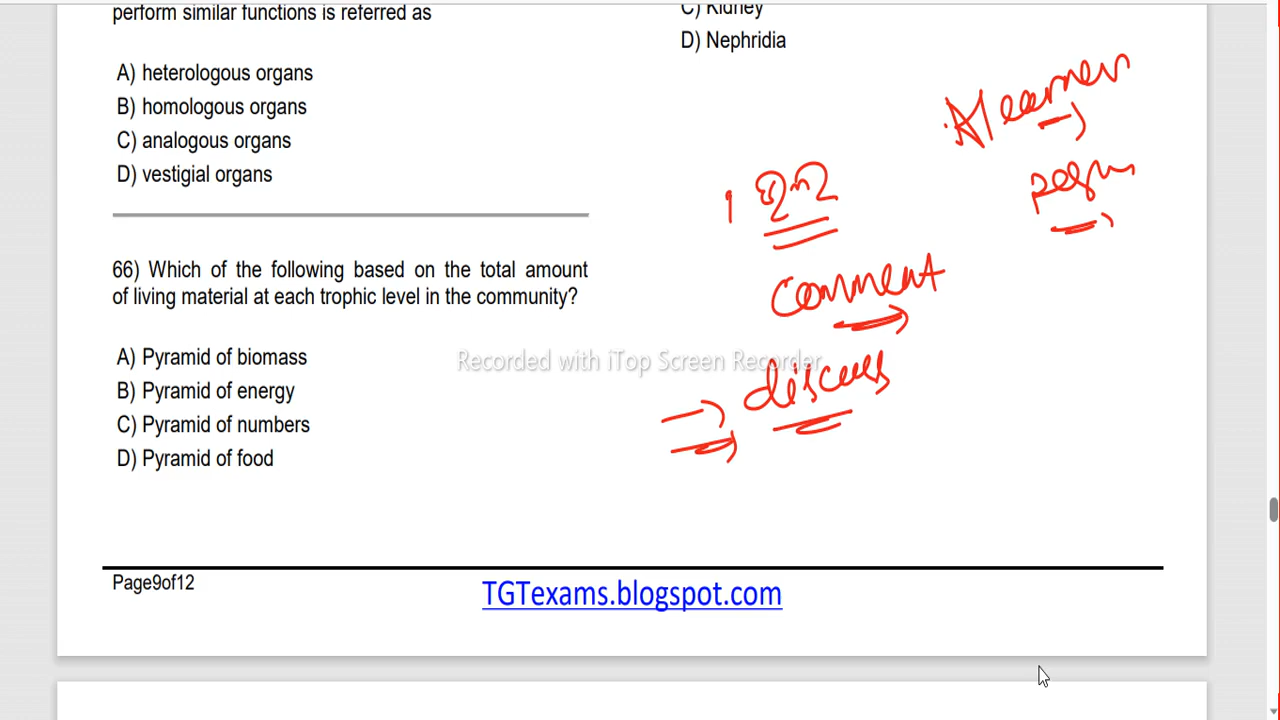 perform similar functions is referred as
A) heterologous organs
B) homologous organs
C) analogous organs
D) vestigial organs
66) Which of the following based on the total amount
of living material at each trophic level in the community?
A) Pyramid of biomass
B) Pyramid of energy
C) Pyramid of numbers
D) Pyramid of food
C) Kidney
D) Nephridia
comment
discuss
Recorded with iTop Screen Recorder
Page9of12
TGTexams.blogspot.com